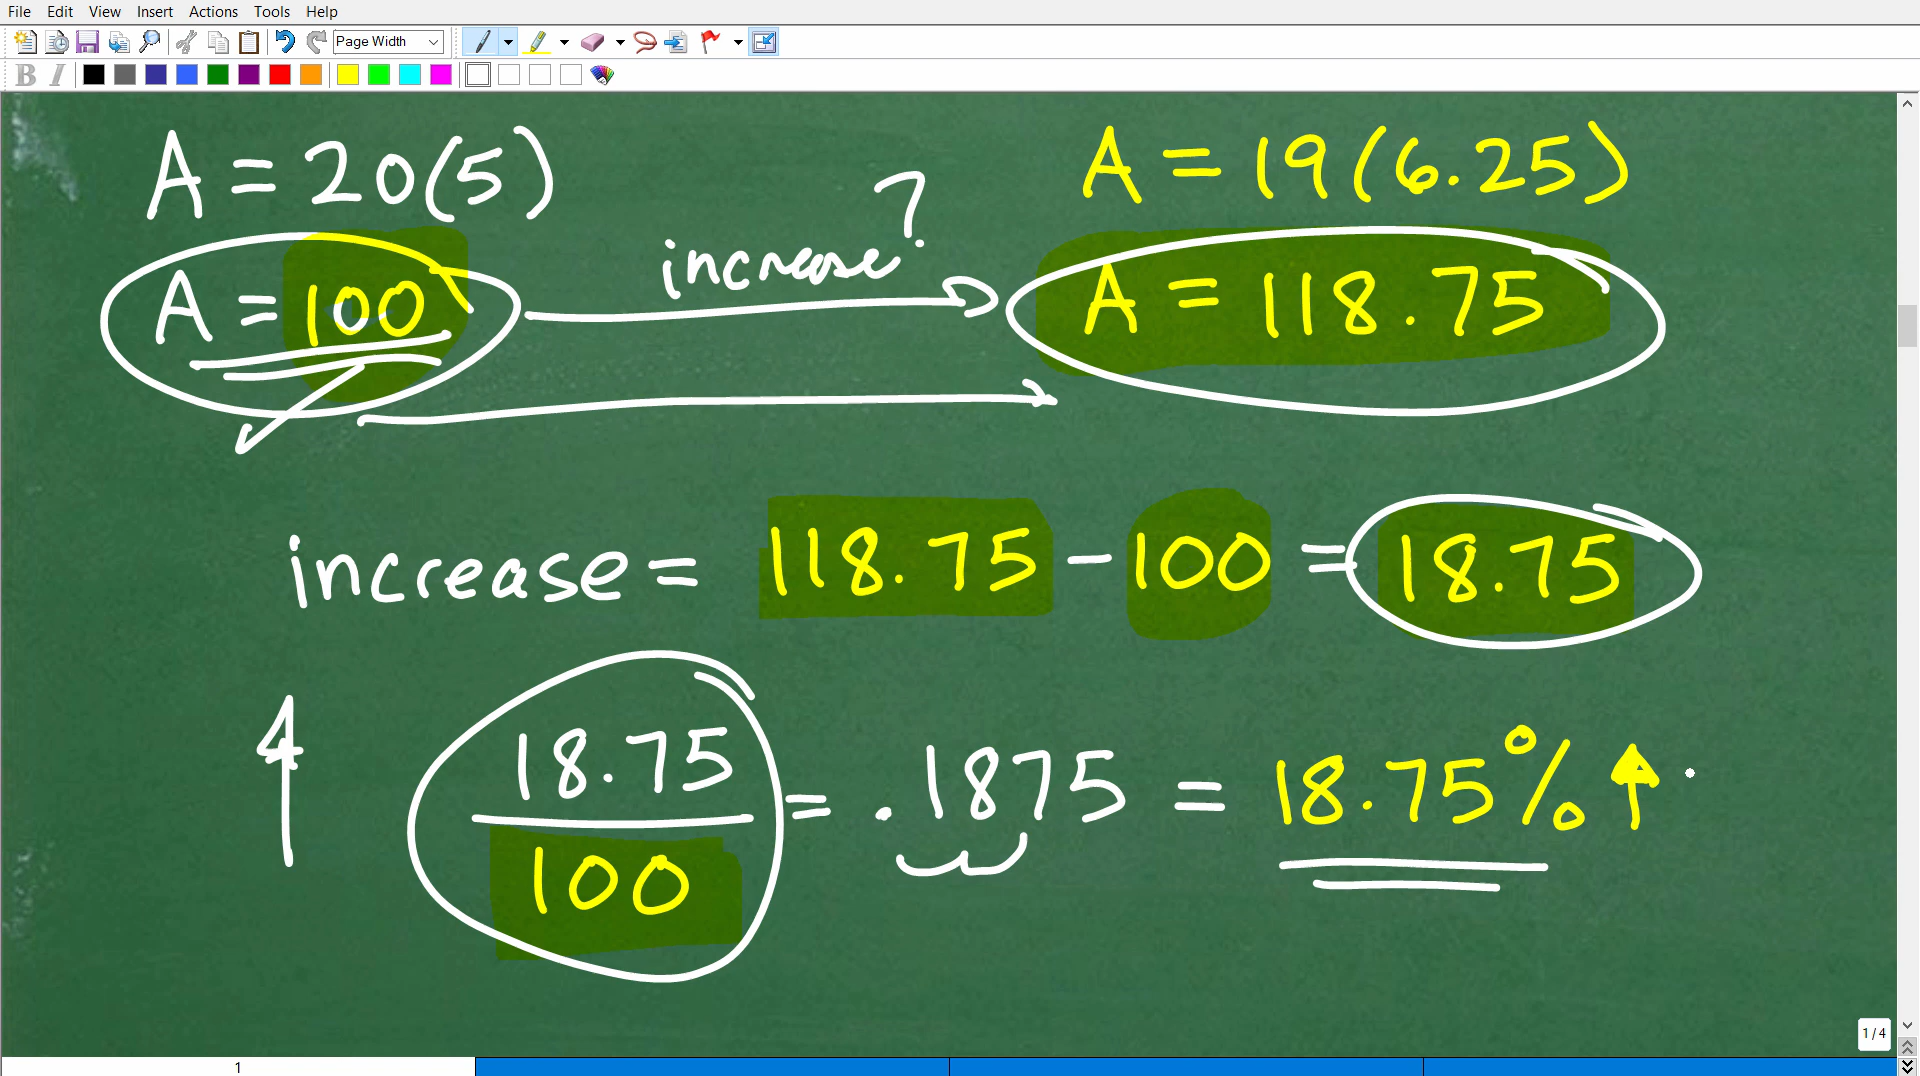 File Edit View Insert Actions Tools Help
Page Width
B I
A = 20(5)
A = 19(6.25)
increase?
A = 100
A = 118.75
increase = 118.75 - 100 = 18.75
18.75
100
= .1875 = 18.75%
1 / 4
1